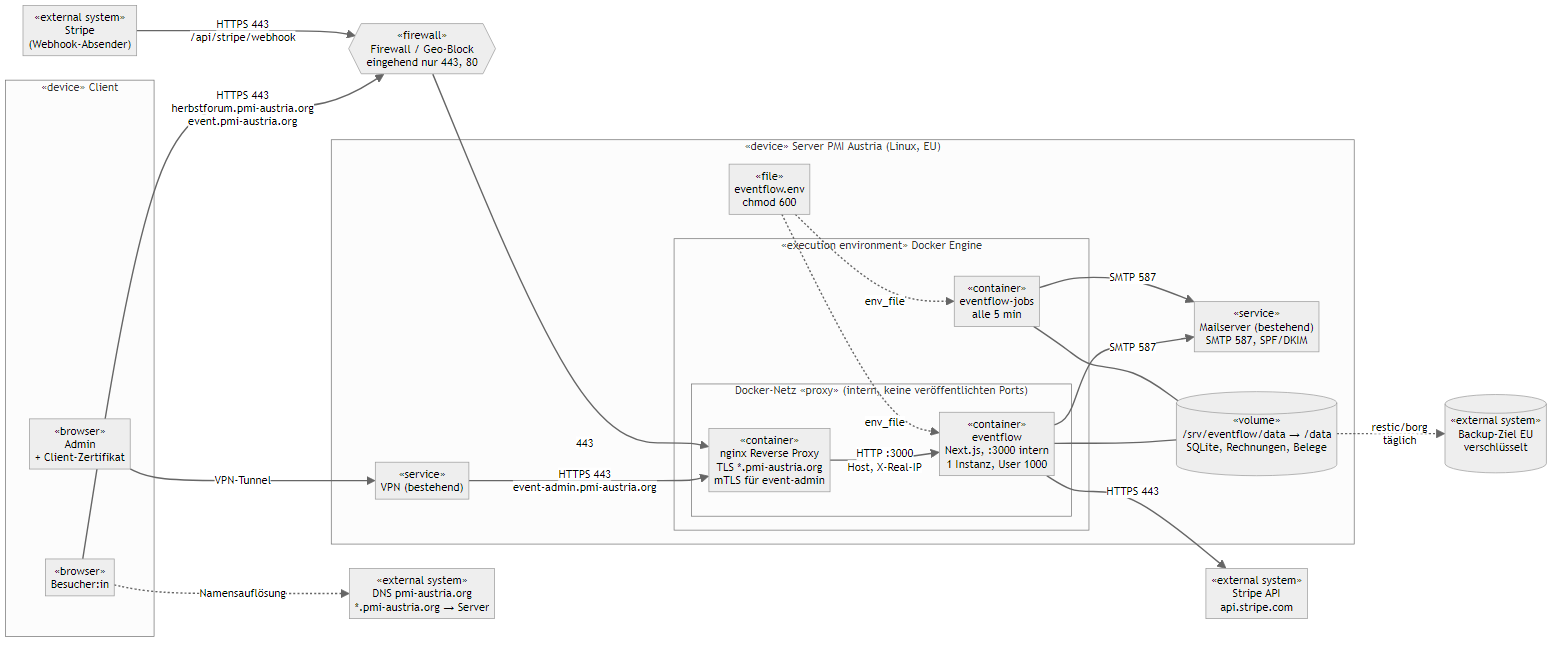 «external system»
Stripe
(Webhook-Absender)
HTTPS 443
/api/stripe/webhook
«firewall»
Firewall / Geo-Block
eingehend nur 443, 80
«device» Client
HTTPS 443
herbstforum.pmi-austria.org
event.pmi-austria.org
«device» Server PMI Austria (Linux, EU)
«file»
eventflow.env
chmod 600
«execution environment» Docker Engine
«container»
eventflow-jobs
alle 5 min
env_file
SMTP 587
«service»
Mailserver (bestehend)
SMTP 587, SPF/DKIM
SMTP 587
Docker-Netz «proxy» (intern, keine veröffentlichten Ports)
env_file
«browser»
Admin
+ Client-Zertifikat
443
«container»
nginx Reverse Proxy
TLS *.pmi-austria.org
mTLS für event-admin
HTTP :3000
Host, X-Real-IP
«container»
eventflow
Next.js, :3000 intern
1 Instanz, User 1000
«volume»
/srv/eventflow/data → /data
SQLite, Rechnungen, Belege
restic/borg
täglich
«external system»
Backup-Ziel EU
verschlüsselt
VPN-Tunnel
«service»
VPN (bestehend)
HTTPS 443
event-admin.pmi-austria.org
HTTPS 443
«browser»
Besucher:in
Namensauflösung
«external system»
DNS pmi-austria.org
*.pmi-austria.org → Server
«external system»
Stripe API
api.stripe.com